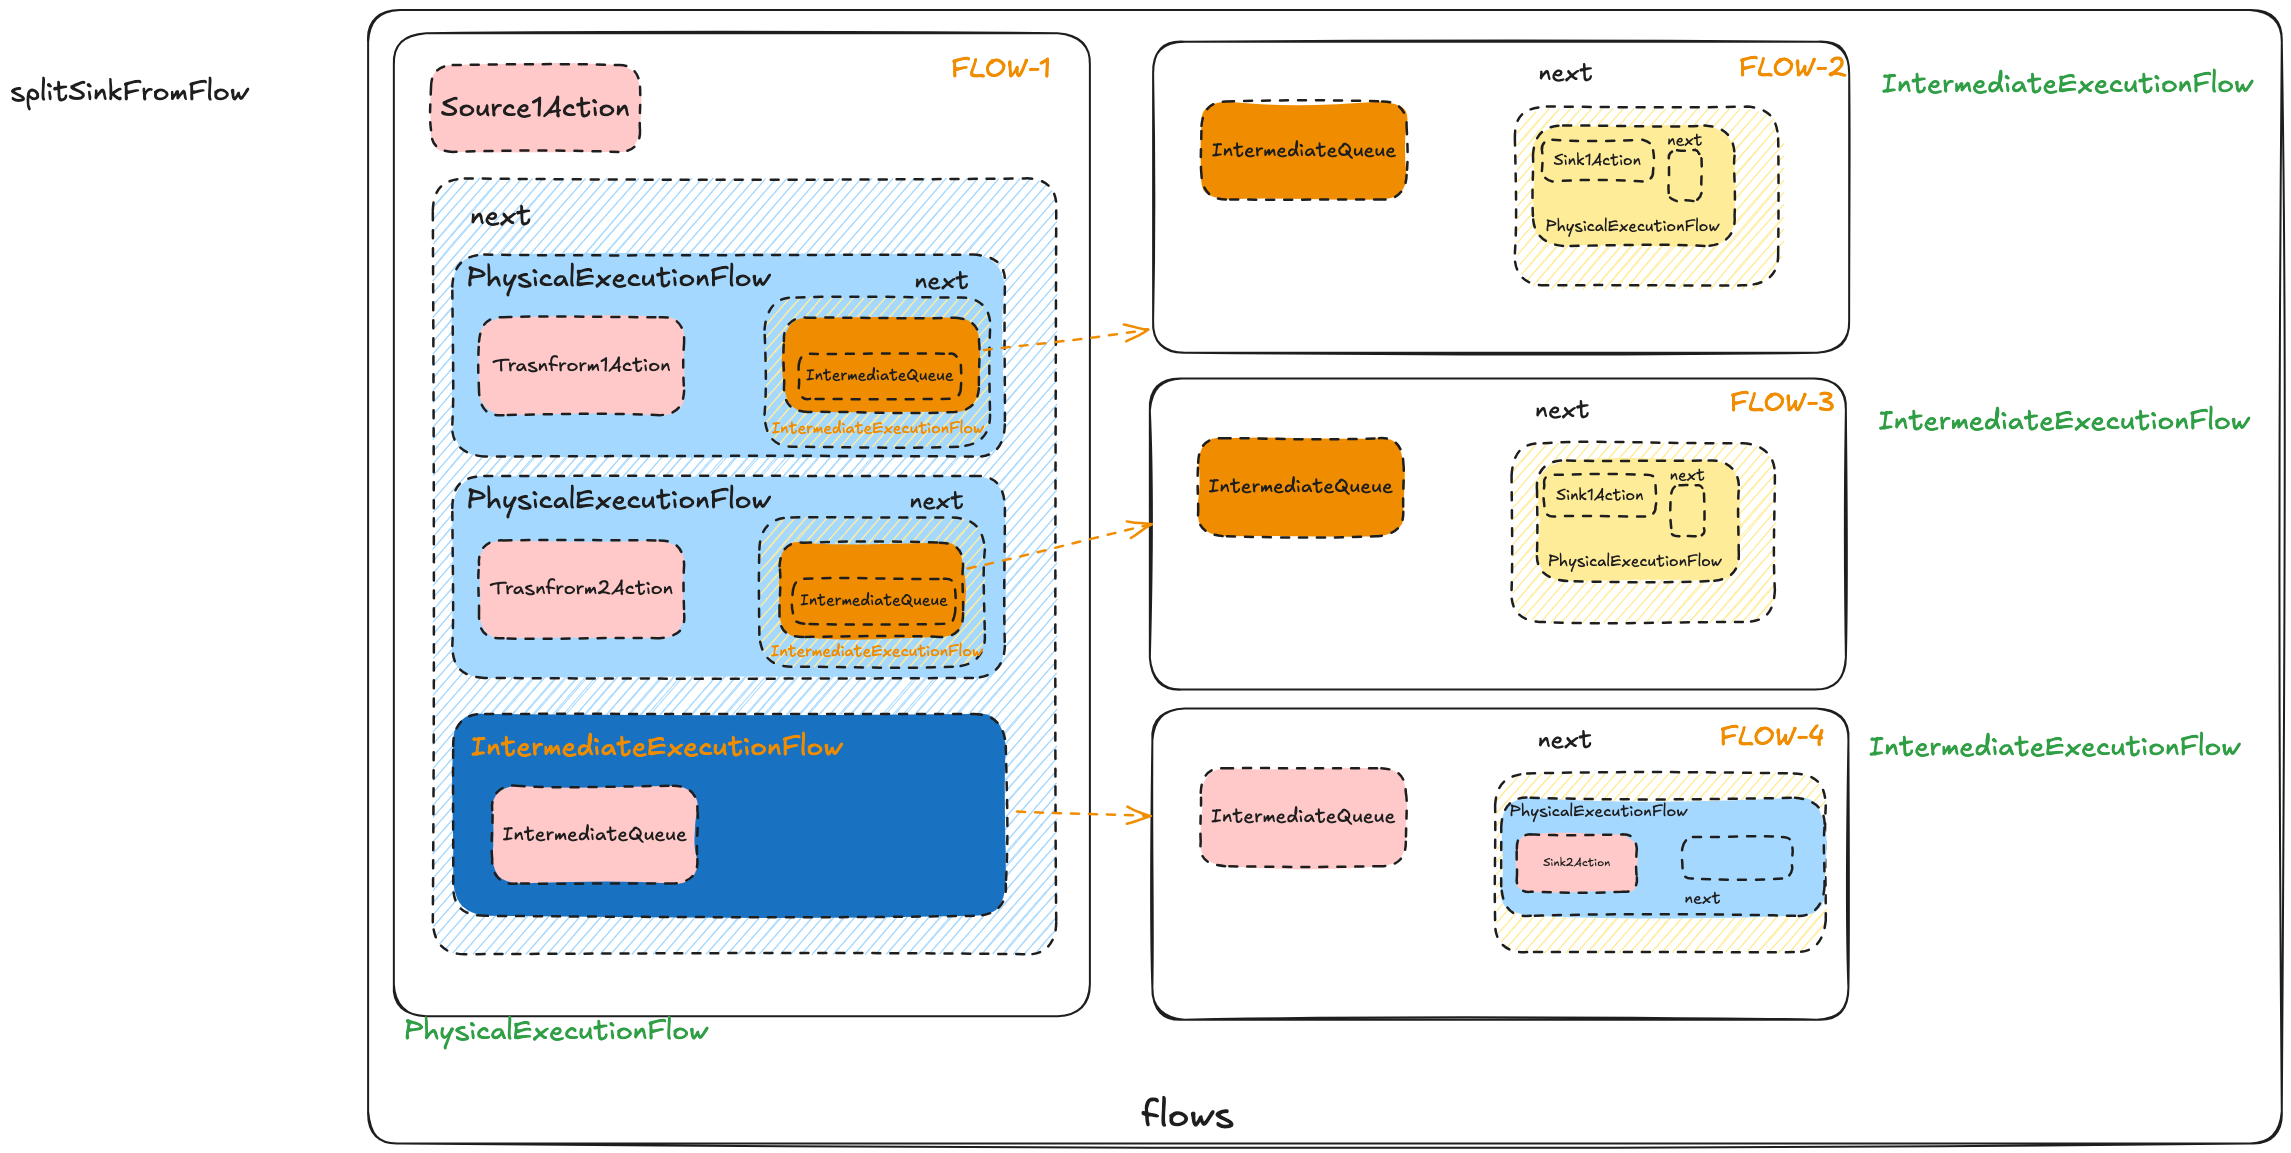 splitSinkFromFlow
FLOW-1
Source1Action
next
PhysicalExecutionFlow
next
Trasnfrorm1Action
IntermediateQueue
IntermediateExecutionFlow
PhysicalExecutionFlow
next
Trasnfrorm2Action
IntermediateQueue
IntermediateExecutionFlow
IntermediateExecutionFlow
IntermediateQueue
PhysicalExecutionFlow
next
FLOW-2
IntermediateExecutionFlow
IntermediateQueue
Sink1Action
next
PhysicalExecutionFlow
next
FLOW-3
IntermediateExecutionFlow
IntermediateQueue
Sink1Action
next
PhysicalExecutionFlow
next
FLOW-4
IntermediateExecutionFlow
IntermediateQueue
PhysicalExecutionFlow
Sink2Action
next
flows